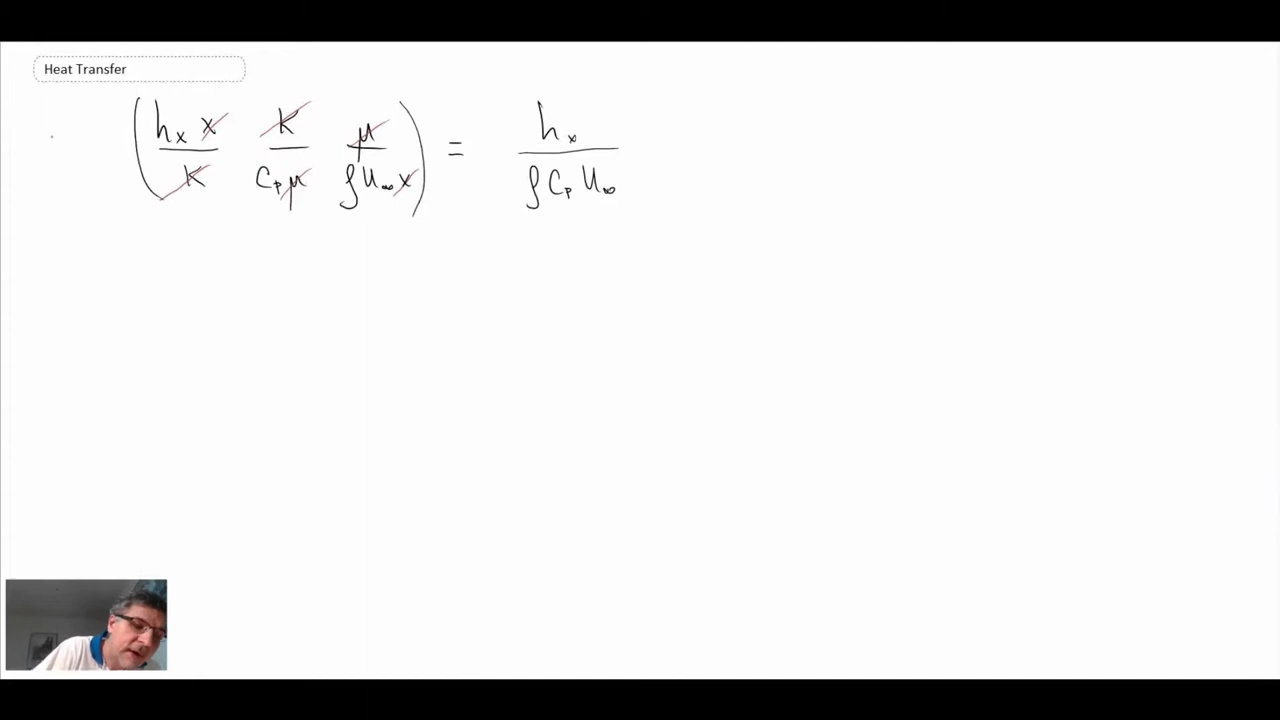 Heat Transfer
(hₓ x / k · k / Cₚ μ · μ / ρ u∞ x) = hₓ / ρ Cₚ u∞